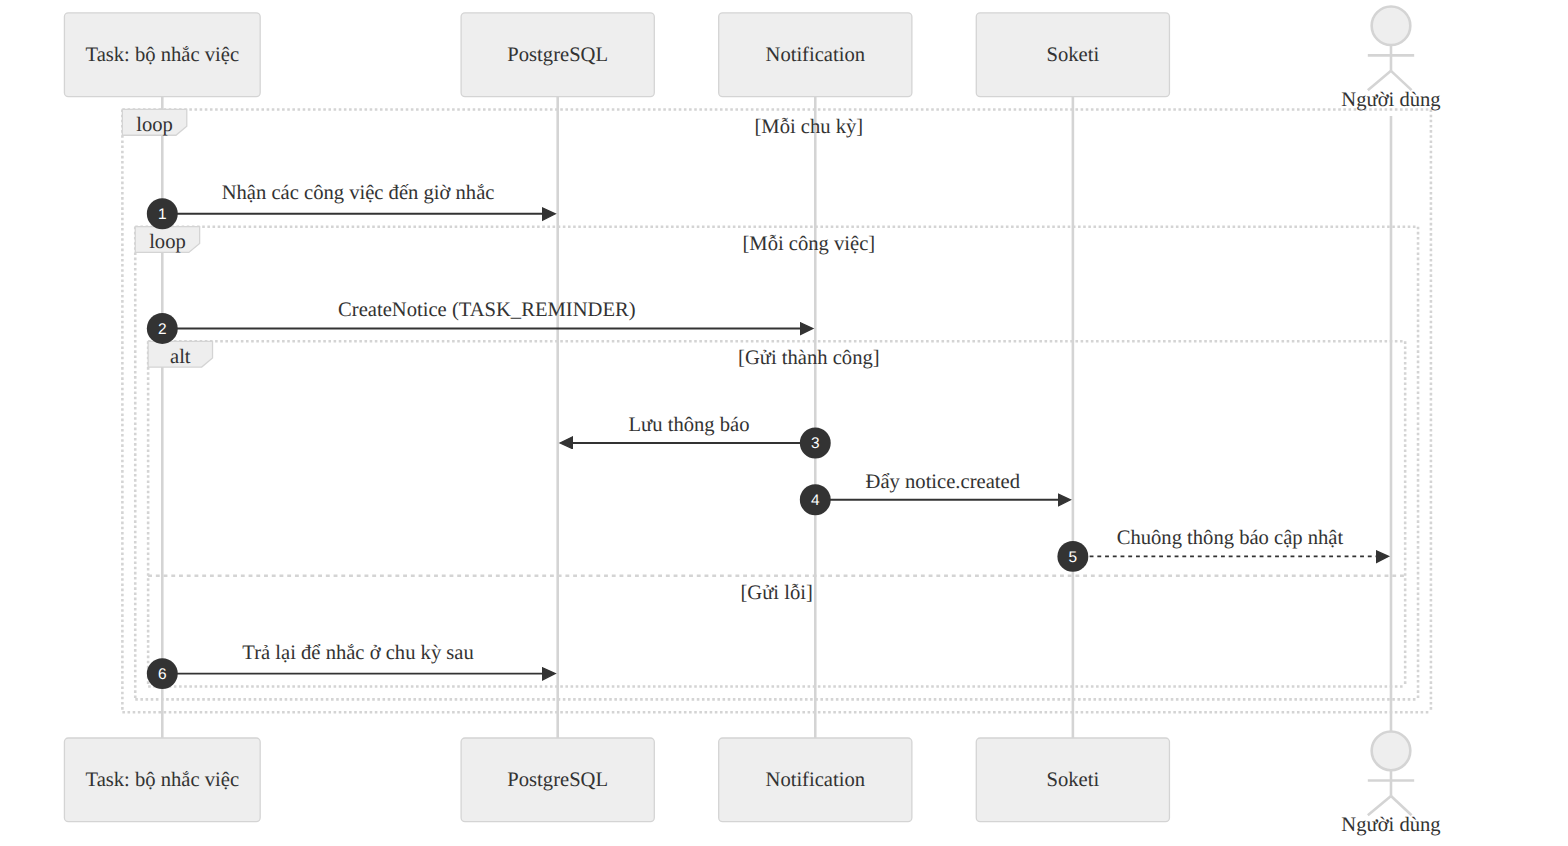 Task: bộ nhắc việc
PostgreSQL
Notification
Soketi
Người dùng
loop
[Mỗi chu kỳ]
Nhận các công việc đến giờ nhắc
1
loop
[Mỗi công việc]
CreateNotice (TASK_REMINDER)
2
alt
[Gửi thành công]
Lưu thông báo
3
Đẩy notice.created
4
Chuông thông báo cập nhật
5
[Gửi lỗi]
Trả lại để nhắc ở chu kỳ sau
6
Task: bộ nhắc việc
PostgreSQL
Notification
Soketi
Người dùng